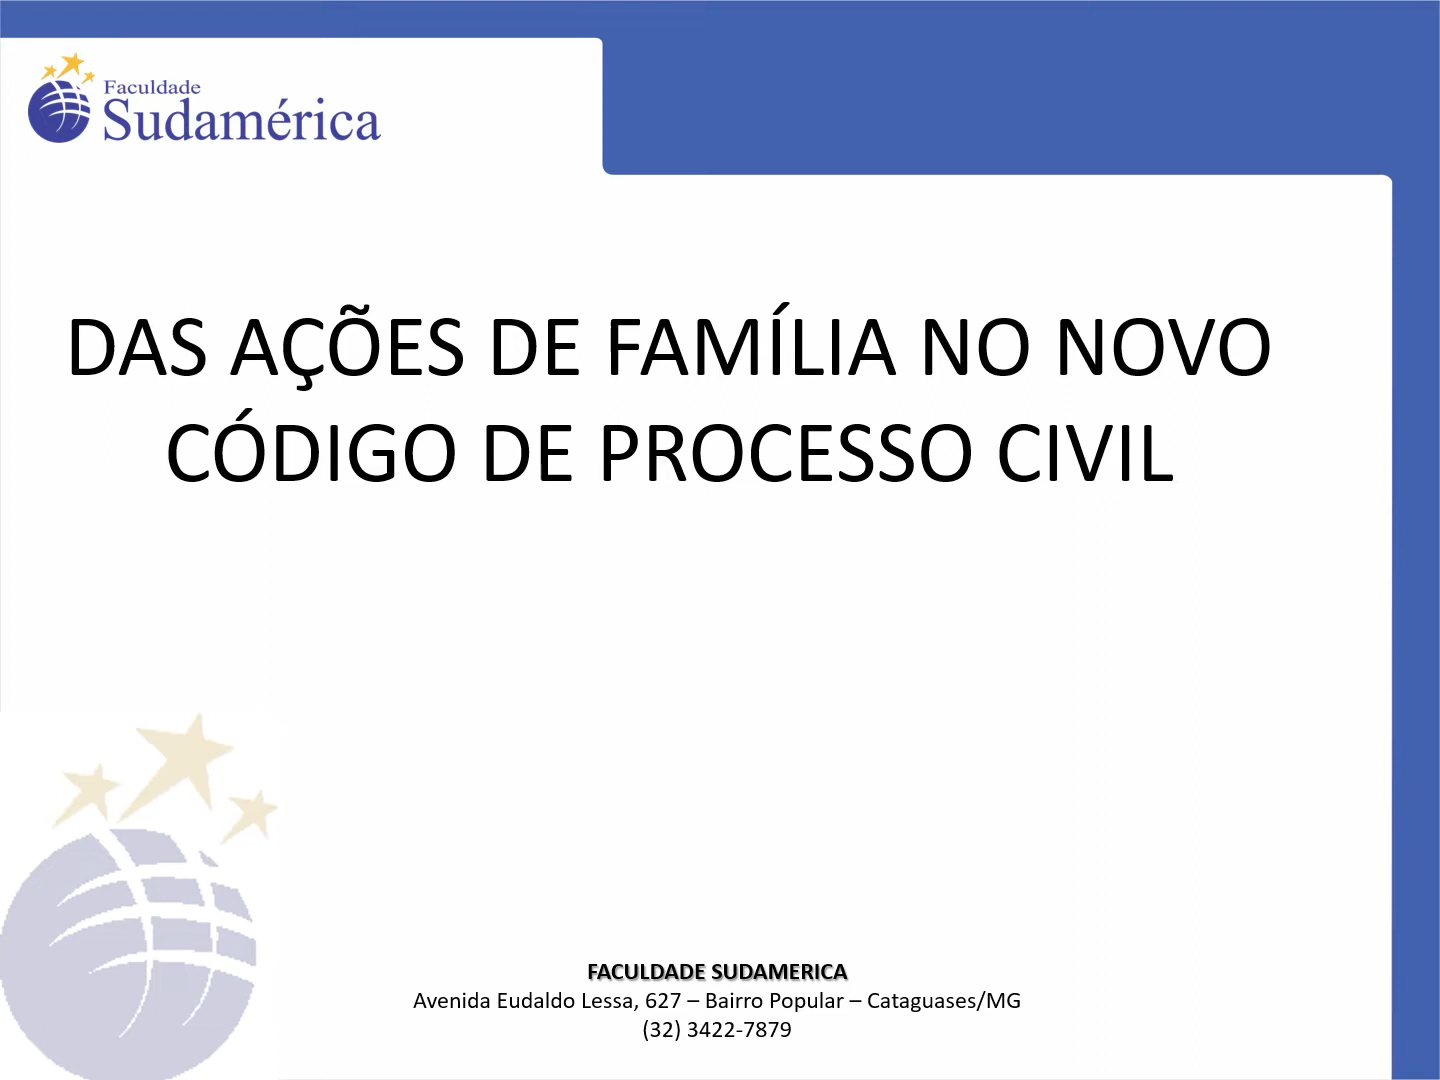 Faculdade
Sudamérica
DAS AÇÕES DE FAMÍLIA NO NOVO
CÓDIGO DE PROCESSO CIVIL
FACULDADE SUDAMERICA
Avenida Eudaldo Lessa, 627 – Bairro Popular – Cataguases/MG
(32) 3422-7879